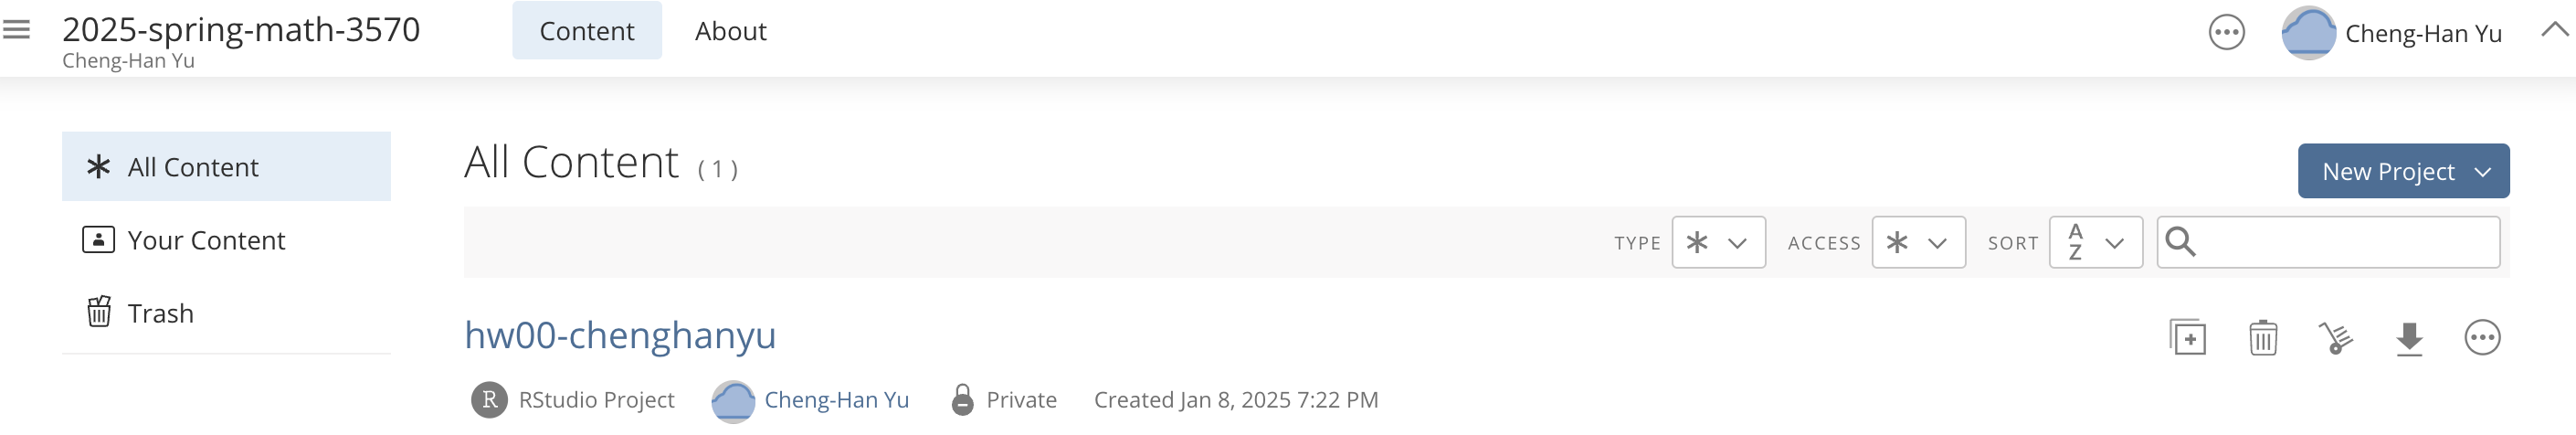 2025-spring-math-3570 Content About Cheng-Han Yu
Cheng-Han Yu
All Content
Your Content
Trash
All Content (1)
New Project
TYPE ACCESS SORT A Z
hw00-chenghanyu
R RStudio Project Cheng-Han Yu Private Created Jan 8, 2025 7:22 PM